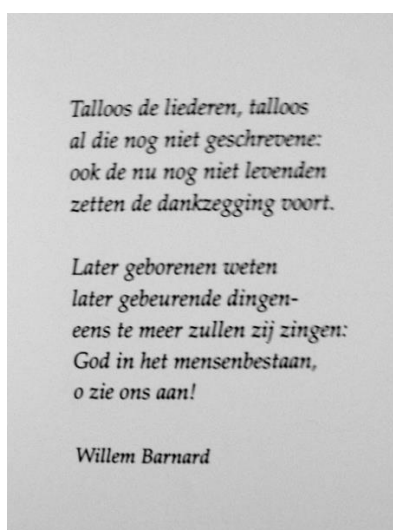 Talloos de liederen, talloos
al die nog niet geschrevene:
ook de nu nog niet levenden
zetten de dankzegging voort.
Later geborenen weten
later gebeurende dingen-
eens te meer zullen zij zingen:
God in het mensenbestaan,
o zie ons aan!
Willem Barnard